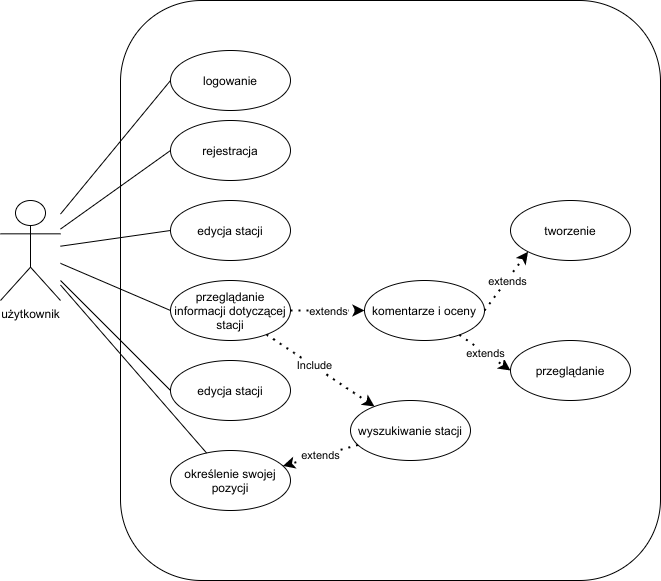 logowanie
rejestracja
edycja stacji
tworzenie
extends
przeglądanie
informacji dotyczącej
stacji
extends
komentarze i oceny
użytkownik
extends
Include
przeglądanie
edycja stacji
wyszukiwanie stacji
extends
określenie swojej
pozycji